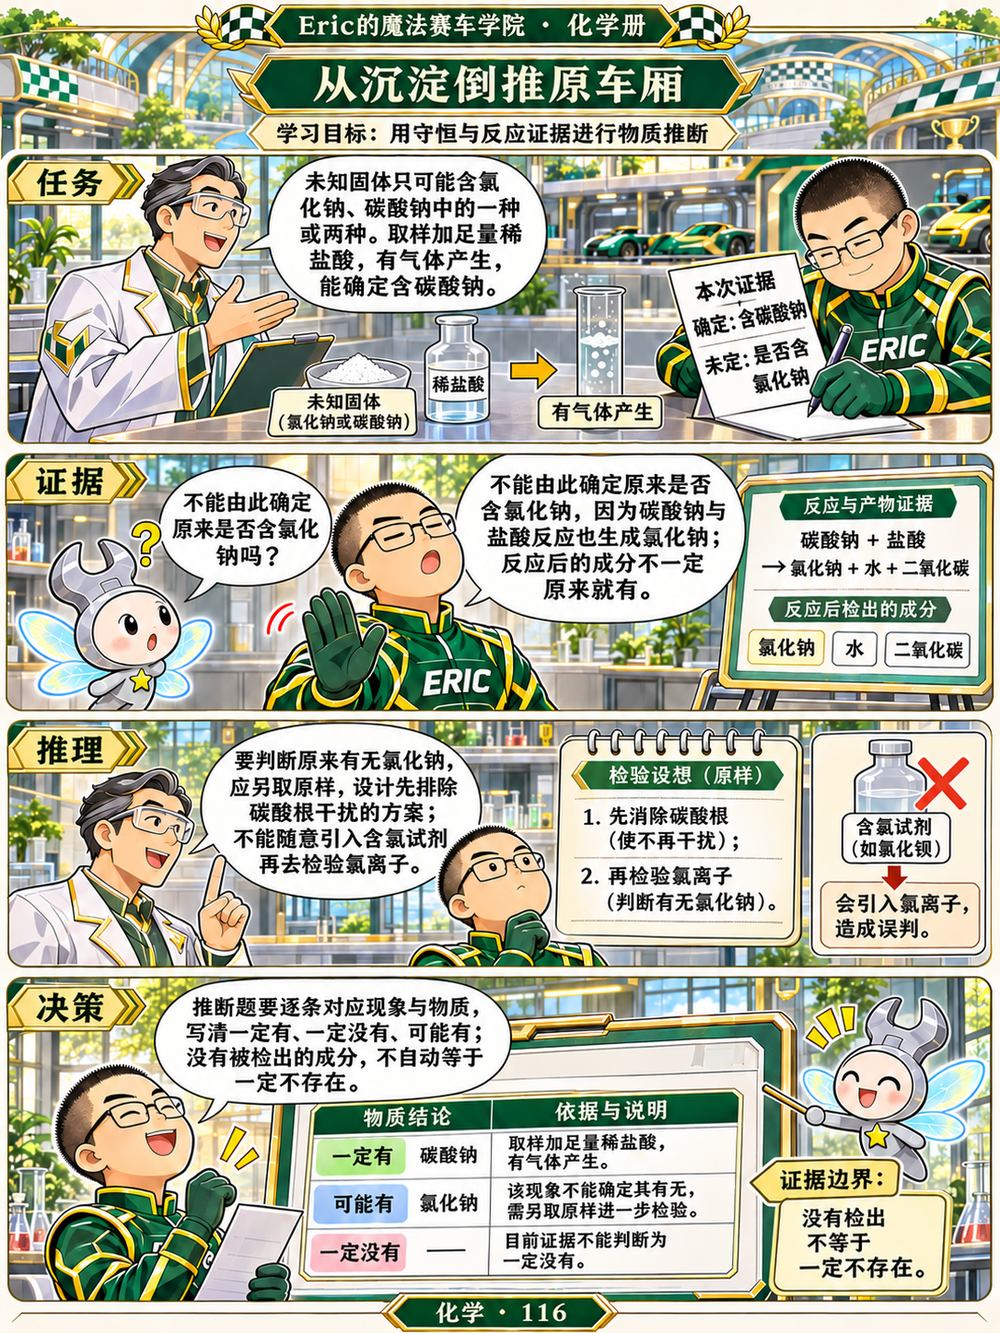 Eric的魔法赛车学院 · 化学册
从沉淀倒推原车厢
学习目标：用守恒与反应证据进行物质推断
任务
未知固体只可能含氯
化钠、碳酸钠中的一种
或两种。取样加足量稀
盐酸，有气体产生，
能确定含碳酸钠。
未知固体
（氯化钠或碳酸钠）
稀盐酸
有气体产生
本次证据
确定：含碳酸钠
未定：是否含
氯化钠
ERIC
证据
不能由此确定
原来是否含氯化
钠吗？
?
不能由此确定原来是否
含氯化钠，因为碳酸钠与
盐酸反应也生成氯化钠；
反应后的成分不一定
原来就有。
ERIC
反应与产物证据
碳酸钠 + 盐酸
→ 氯化钠 + 水 + 二氧化碳
反应后检出的成分
氯化钠
水
二氧化碳
推理
要判断原来有无氯化钠，
应另取原样，设计先排除
碳酸根干扰的方案；
不能随意引入含氯试剂
再去检验氯离子。
检验设想（原样）
1. 先消除碳酸根
（使不再干扰）；
2. 再检验氯离子
（判断有无氯化钠）。
含氯试剂
（如氯化钡）
会引入氯离子，
造成误判。
决策
推断题要逐条对应现象与物质，
写清一定有、一定没有、可能有；
没有被检出的成分，不自动等于
一定不存在。
物质结论 依据与说明
一定有 碳酸钠 取样加足量稀盐酸，
有气体产生。
可能有 氯化钠 该现象不能确定其有无，
需另取原样进一步检验。
一定没有 —— 目前证据不能判断为
一定没有。
证据边界：
没有检出
不等于
一定不存在。
化学 · 116